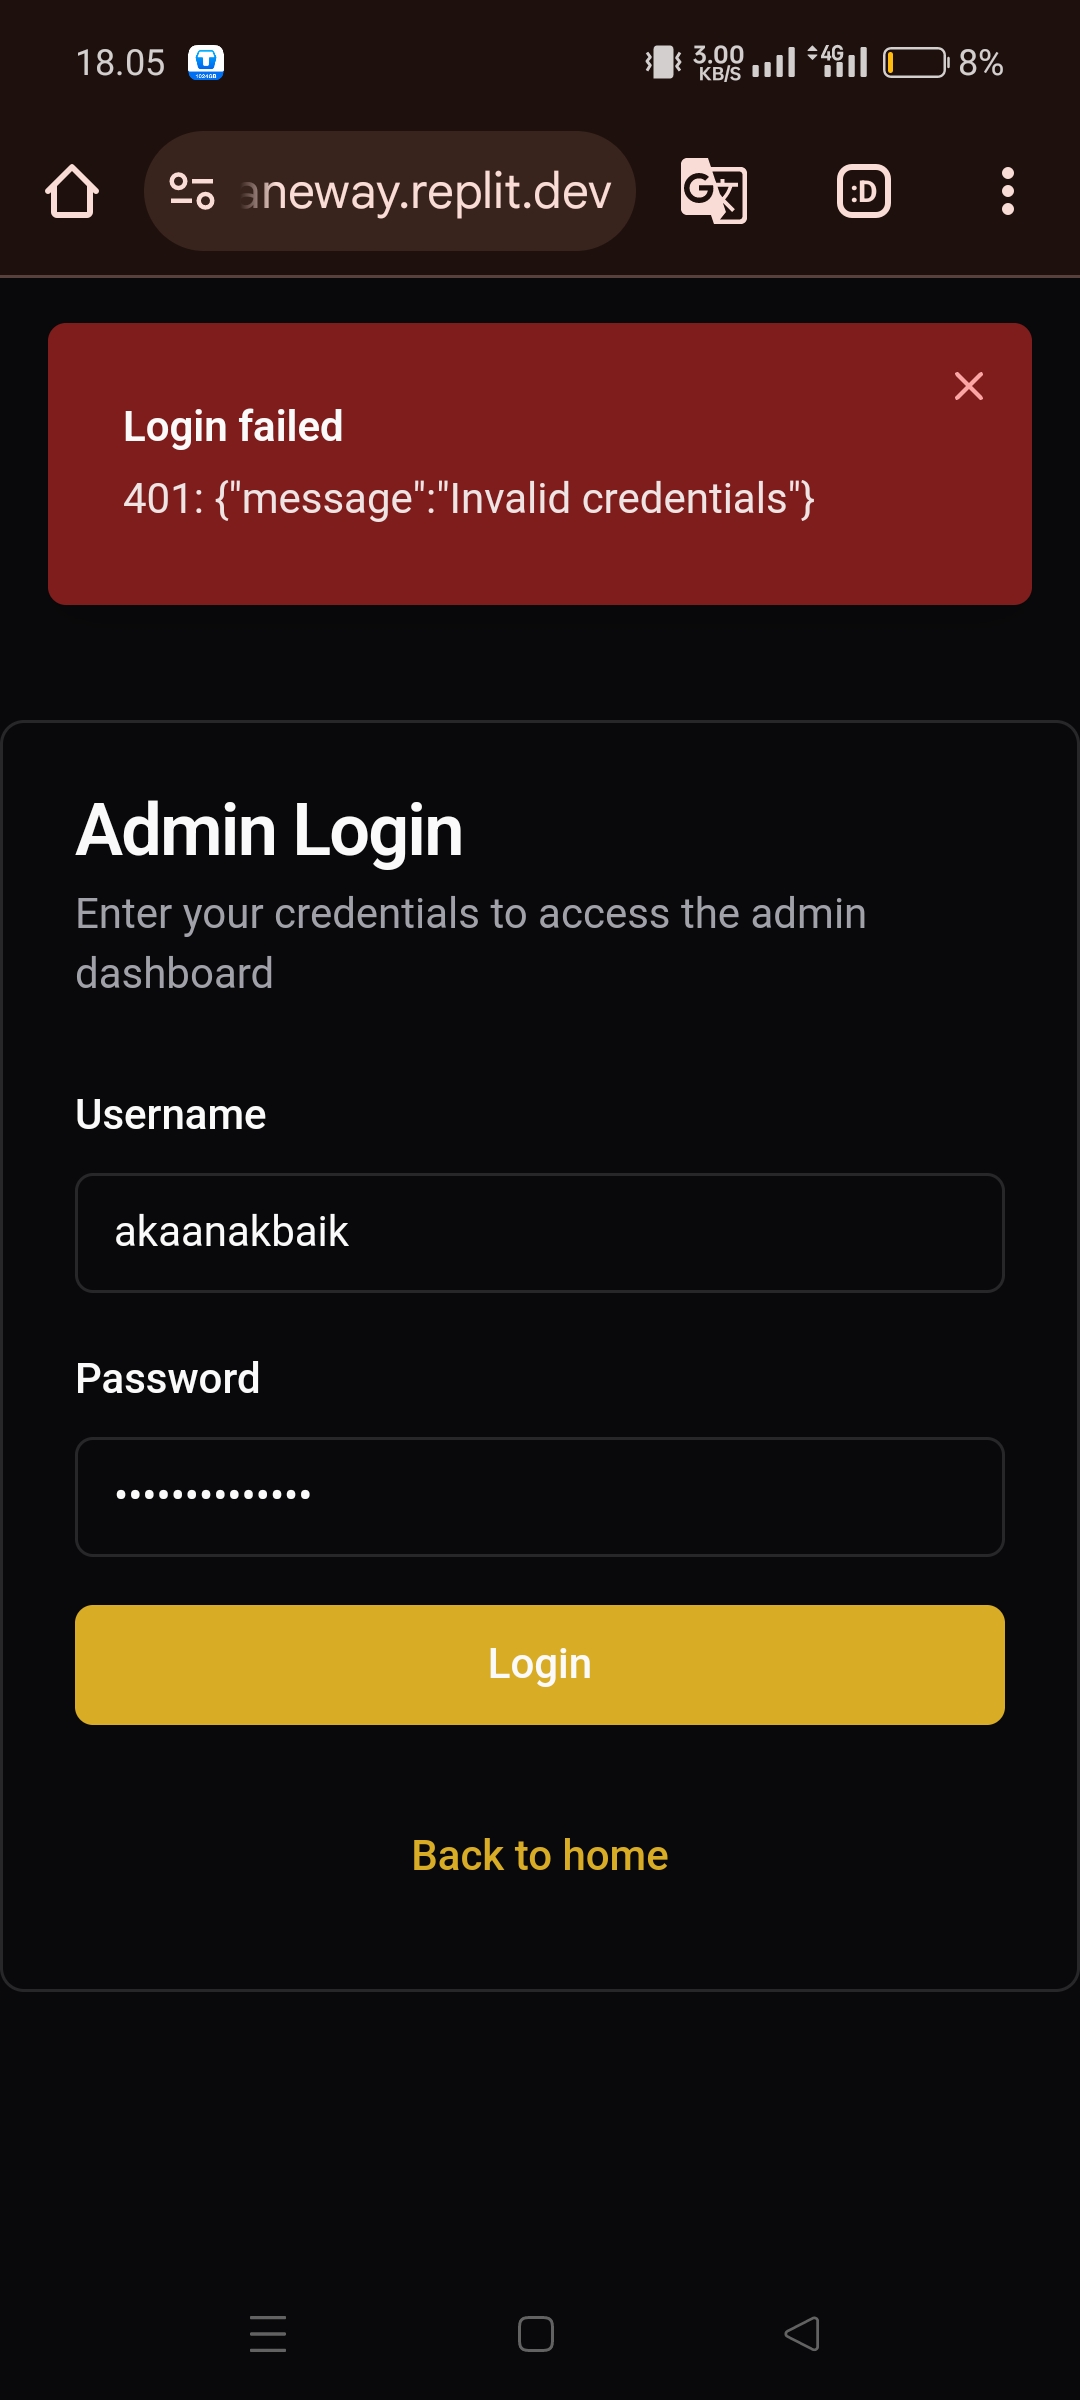 18.05
3.00
KB/S
4G
8%
aneway.replit.dev
:D
Login failed
401: {"message":"Invalid credentials"}
Admin Login
Enter your credentials to access the admin
dashboard
Username
akaanakbaik
Password
••••••••••••••
Login
Back to home